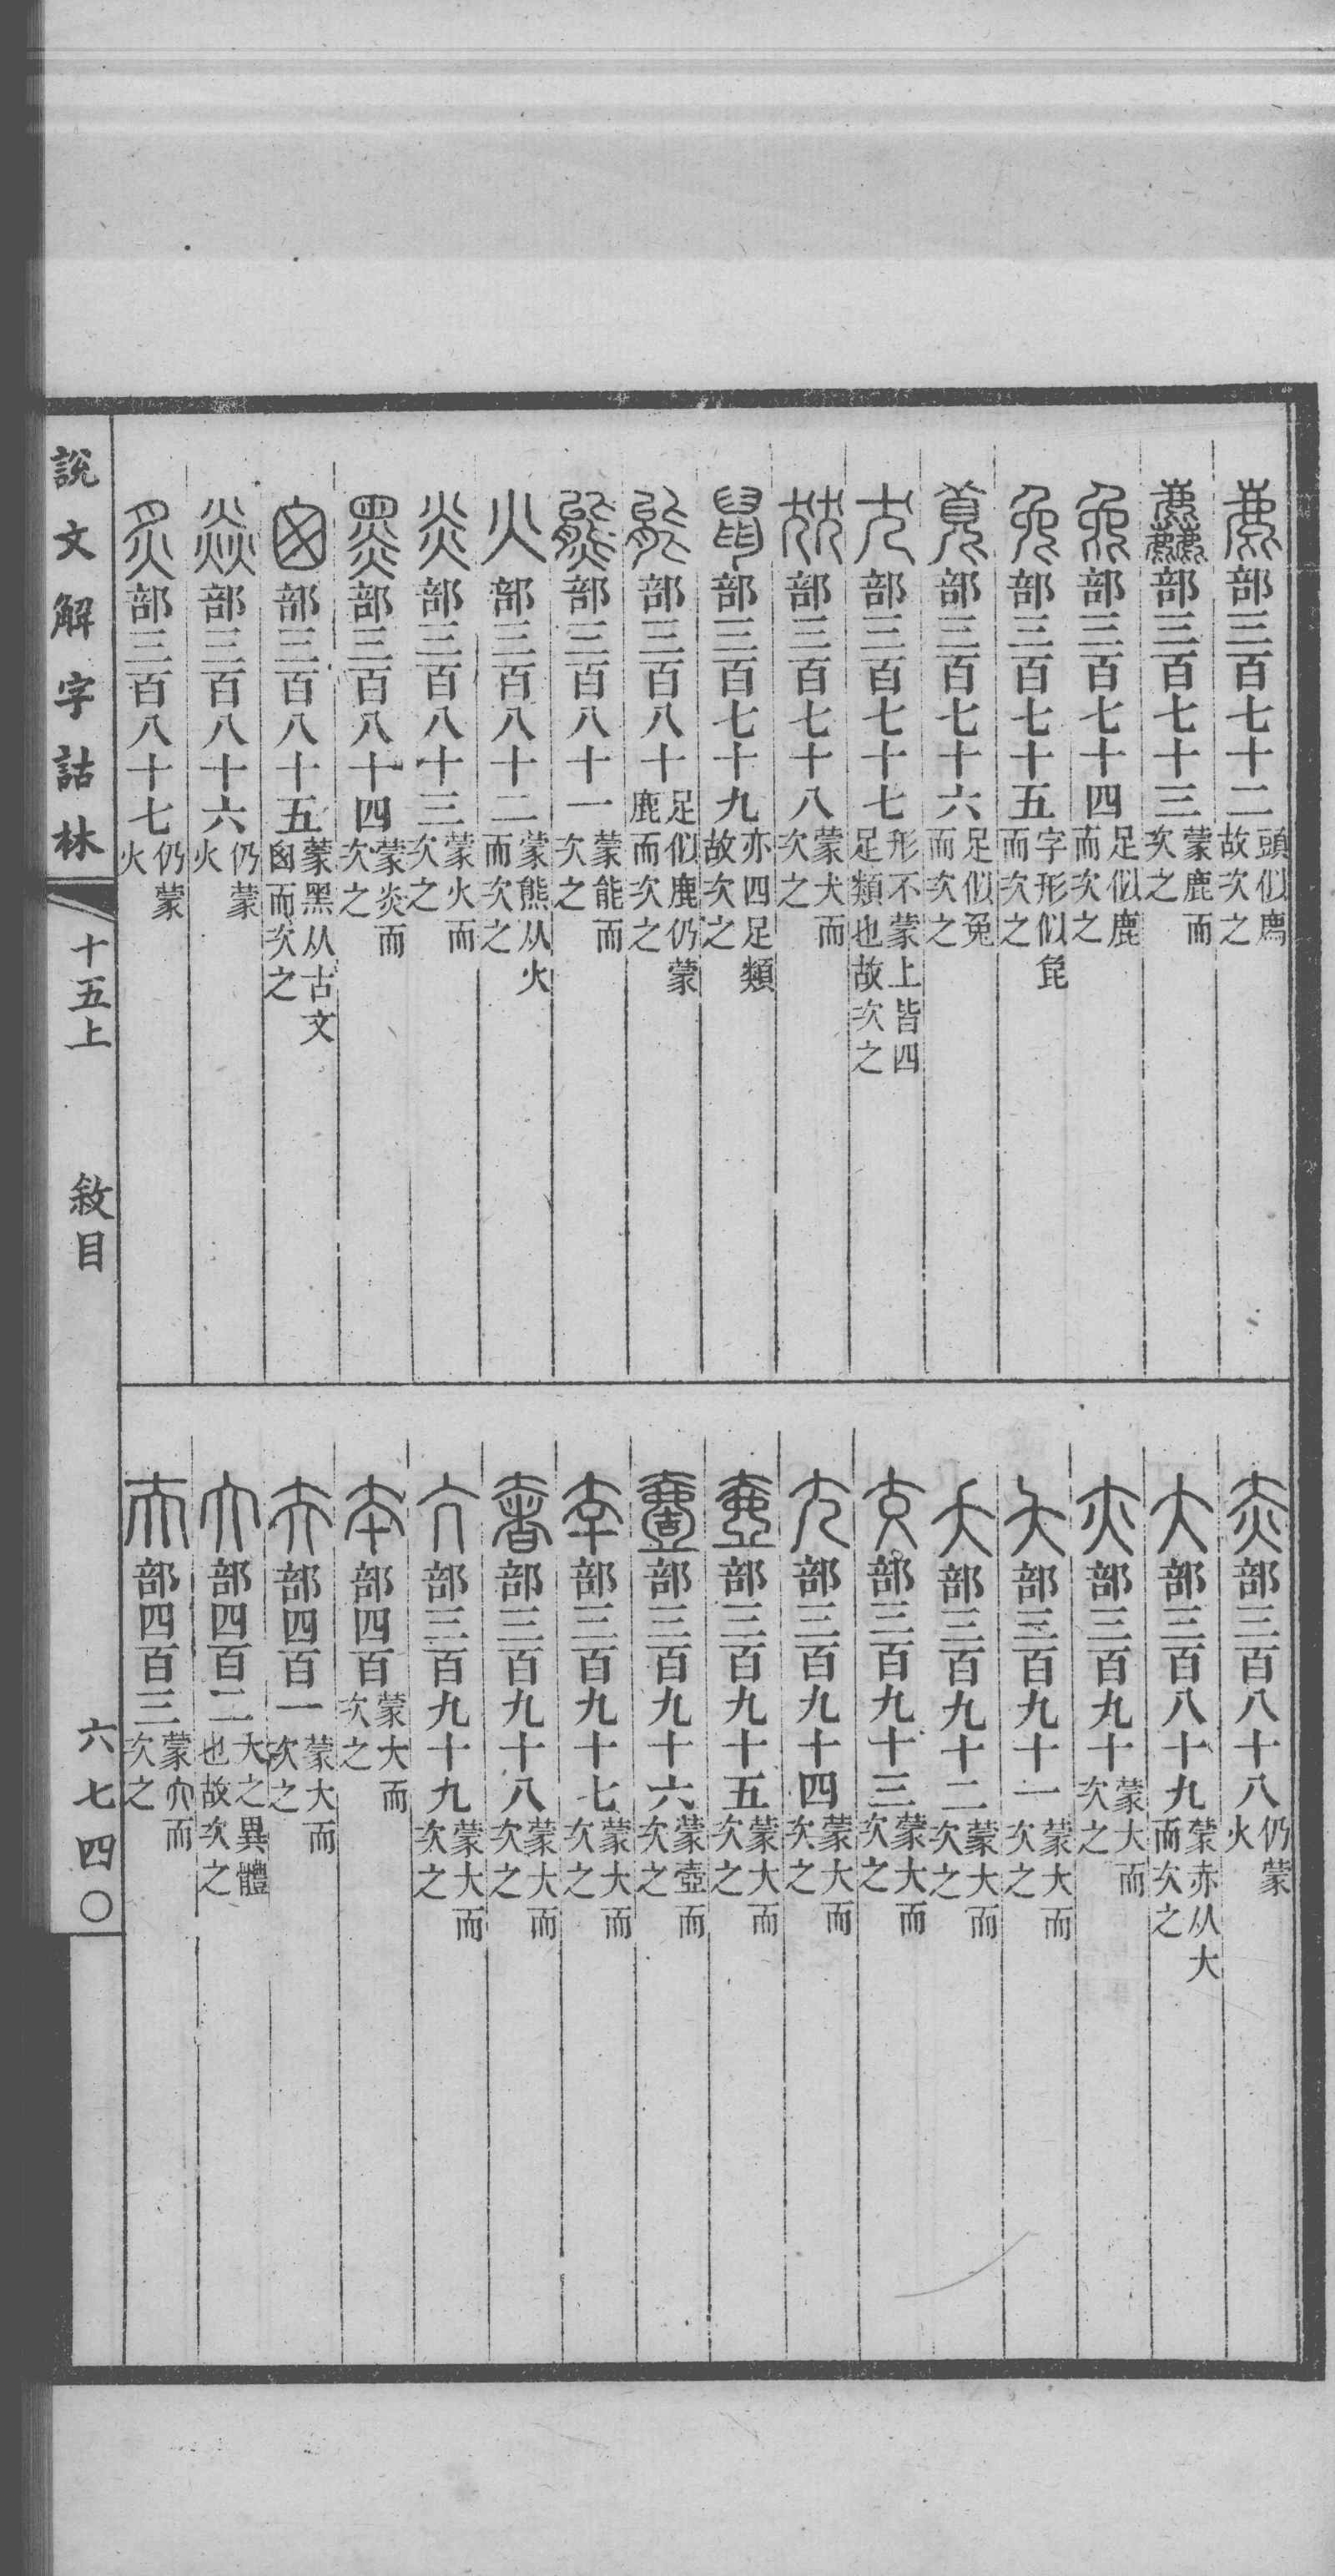 鹿部三百七十二頭似廌故次之
麤部三百七十三蒙鹿而次之
㲋部三百七十四足似鹿而次之
兔部三百七十五字形似㲋而次之
萈部三百七十六足似兔而次之
犬部三百七十七形不蒙上皆四足類也故次之
㹜部三百七十八蒙犬而次之
鼠部三百七十九亦四足類故次之
能部三百八十足似鹿仍蒙鹿而次之
熊部三百八十一蒙能而次之
火部三百八十二蒙熊从火而次之
炎部三百八十三蒙火而次之
黑部三百八十四蒙炎而次之
囪部三百八十五蒙黑从古文囪而次之
焱部三百八十六仍蒙火
炙部三百八十七仍蒙火
赤部三百八十八仍蒙火
大部三百八十九蒙赤从大而次之
亦部三百九十蒙大而次之
夨部三百九十一蒙大而次之
夭部三百九十二蒙大而次之
交部三百九十三蒙大而次之
尢部三百九十四蒙大而次之
壺部三百九十五蒙大而次之
壹部三百九十六蒙壺而次之
㚔部三百九十七蒙大而次之
奢部三百九十八蒙大而次之
亢部三百九十九蒙大而次之
夲部四百蒙大而次之
夰部四百一蒙大而次之
亣部四百二大之異體也故次之
夫部四百三蒙亣而次之
說文解字詁林 十五上 敘目 六七四〇